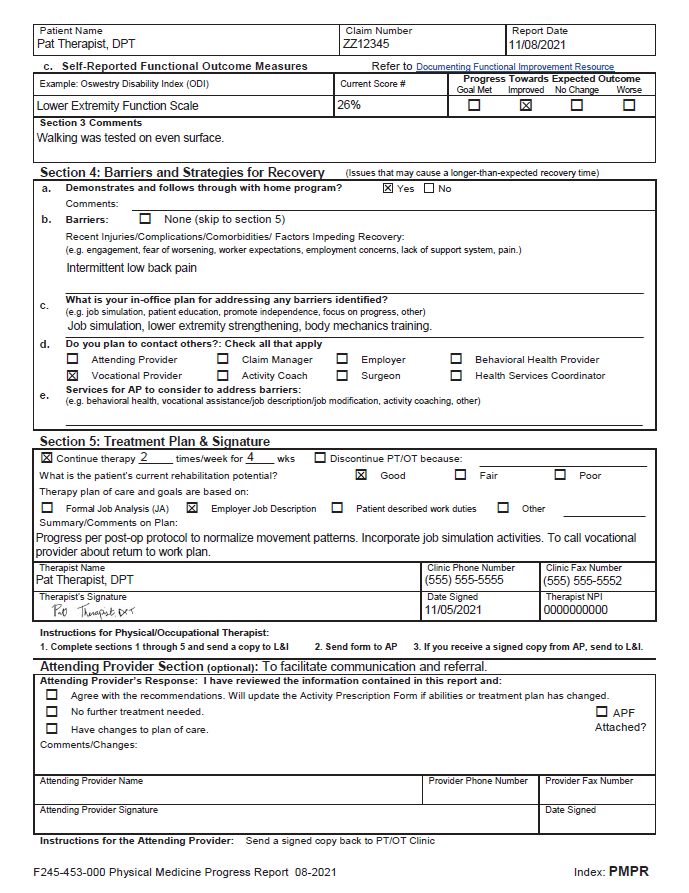 Patient Name Claim Number Report Date
Pat Therapist, DPT ZZ12345 11/08/2021
c. Self-Reported Functional Outcome Measures Refer to Documenting Functional Improvement Resource
Example: Oswestry Disability Index (ODI) Current Score # Progress Towards Expected Outcome
Goal Met Improved No Change Worse
Lower Extremity Function Scale 26% ☐ ☒ ☐ ☐
Section 3 Comments
Walking was tested on even surface.
Section 4: Barriers and Strategies for Recovery (Issues that may cause a longer-than-expected recovery time)
a. Demonstrates and follows through with home program? ☒ Yes ☐ No
Comments:
b. Barriers: ☐ None (skip to section 5)
Recent Injuries/Complications/Comorbidities/ Factors Impeding Recovery:
(e.g. engagement, fear of worsening, worker expectations, employment concerns, lack of support system, pain.)
Intermittent low back pain
c. What is your in-office plan for addressing any barriers identified?
(e.g. job simulation, patient education, promote independence, focus on progress, other)
Job simulation, lower extremity strengthening, body mechanics training.
d. Do you plan to contact others?: Check all that apply
☐ Attending Provider ☐ Claim Manager ☐ Employer ☐ Behavioral Health Provider
☒ Vocational Provider ☐ Activity Coach ☐ Surgeon ☐ Health Services Coordinator
e. Services for AP to consider to address barriers:
(e.g. behavioral health, vocational assistance/job description/job modification, activity coaching, other)
Section 5: Treatment Plan & Signature
☒ Continue therapy 2 times/week for 4 wks ☐ Discontinue PT/OT because:
What is the patient's current rehabilitation potential? ☒ Good ☐ Fair ☐ Poor
Therapy plan of care and goals are based on:
☐ Formal Job Analysis (JA) ☒ Employer Job Description ☐ Patient described work duties ☐ Other
Summary/Comments on Plan:
Progress per post-op protocol to normalize movement patterns. Incorporate job simulation activities. To call vocational
provider about return to work plan.
Therapist Name Clinic Phone Number Clinic Fax Number
Pat Therapist, DPT (555) 555-5555 (555) 555-5552
Therapist's Signature Date Signed Therapist NPI
Pat Therapist, DPT 11/05/2021 0000000000
Instructions for Physical/Occupational Therapist:
1. Complete sections 1 through 5 and send a copy to L&I 2. Send form to AP 3. If you receive a signed copy from AP, send to L&I.
Attending Provider Section (optional): To facilitate communication and referral.
Attending Provider's Response: I have reviewed the information contained in this report and:
☐ Agree with the recommendations. Will update the Activity Prescription Form if abilities or treatment plan has changed.
☐ No further treatment needed. ☐ APF
☐ Have changes to plan of care. Attached?
Comments/Changes:
Attending Provider Name Provider Phone Number Provider Fax Number
Attending Provider Signature Date Signed
Instructions for the Attending Provider: Send a signed copy back to PT/OT Clinic
F245-453-000 Physical Medicine Progress Report 08-2021 Index: PMPR